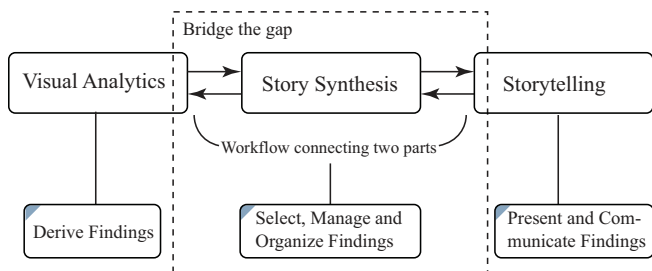 Bridge the gap
Visual Analytics
Story Synthesis
Storytelling
Workflow connecting two parts
Derive Findings
Select, Manage and
Organize Findings
Present and Com-
municate Findings